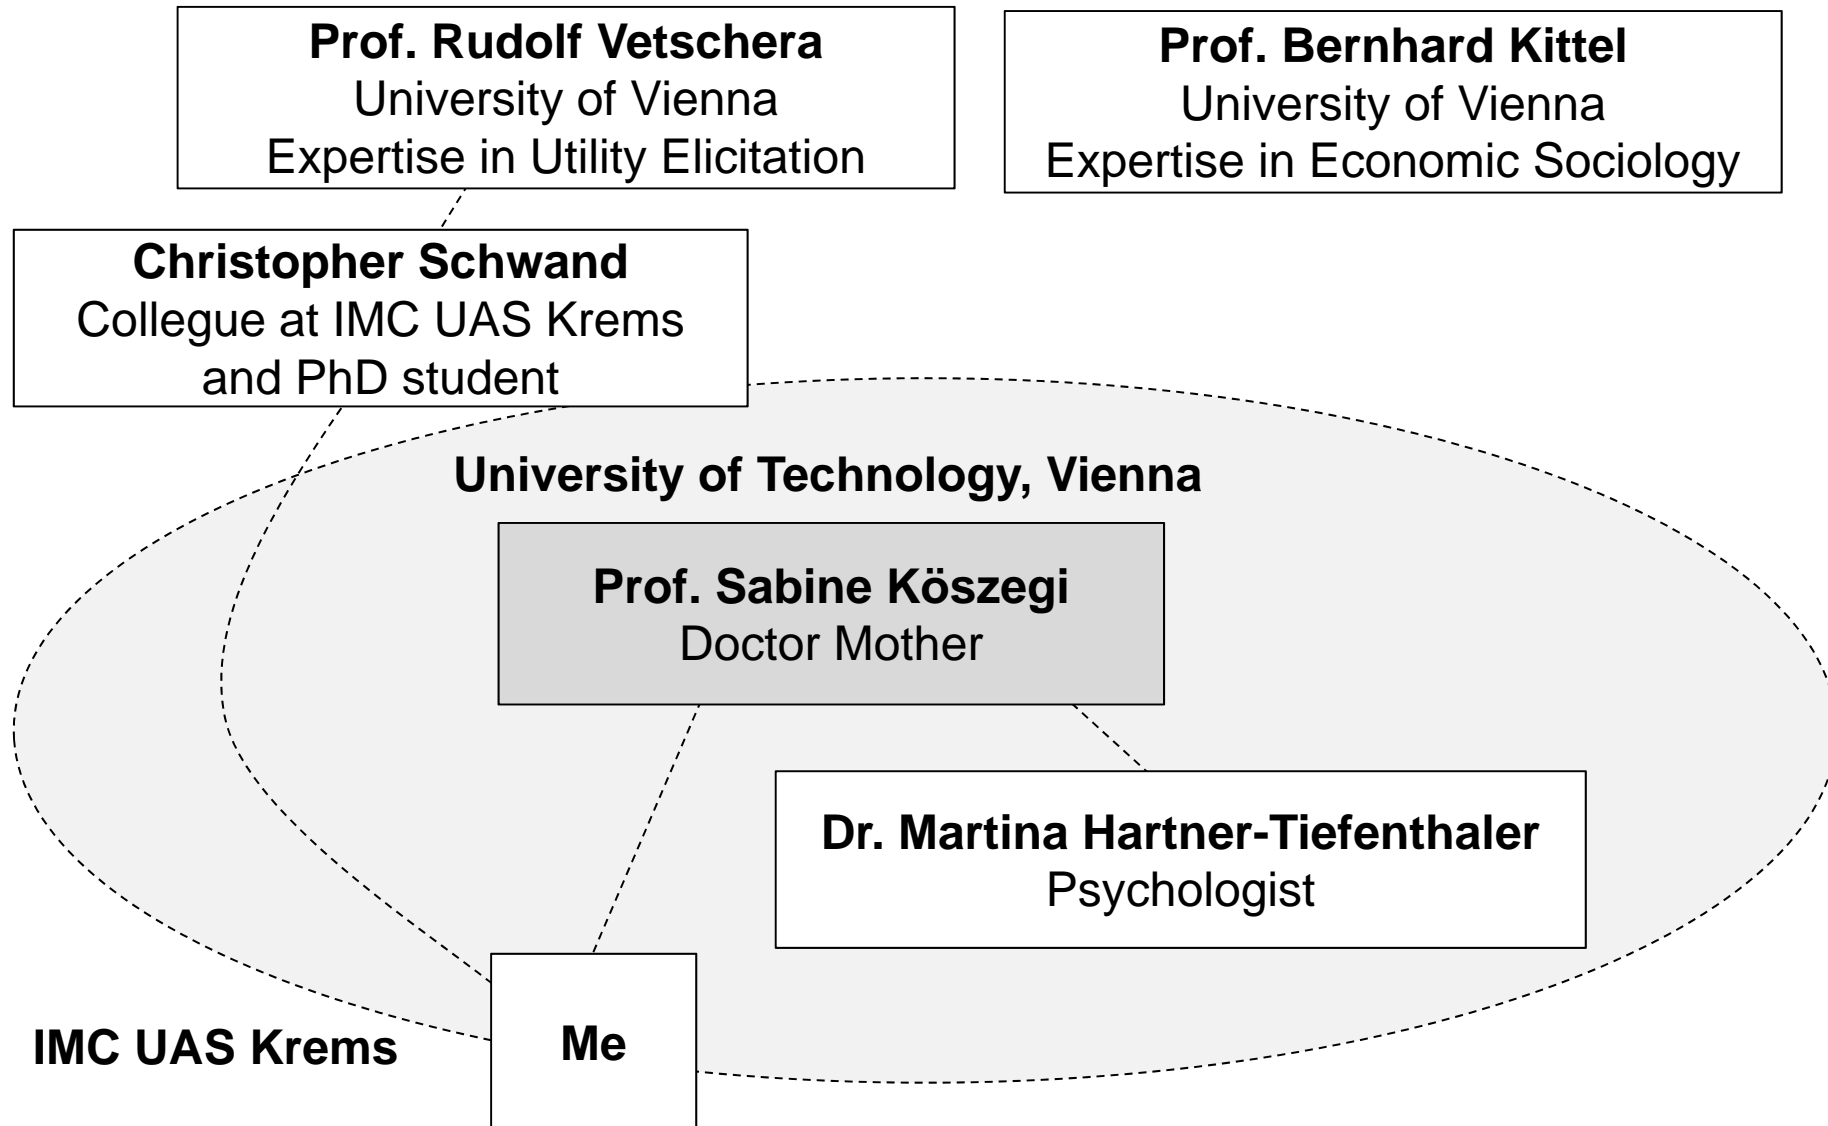 Prof. Rudolf Vetschera
University of Vienna
Expertise in Utility Elicitation
Prof. Bernhard Kittel
University of Vienna
Expertise in Economic Sociology
Christopher Schwand
Collegue at IMC UAS Krems
and PhD student
University of Technology, Vienna
Prof. Sabine Köszegi
Doctor Mother
Dr. Martina Hartner-Tiefenthaler
Psychologist
IMC UAS Krems
Me